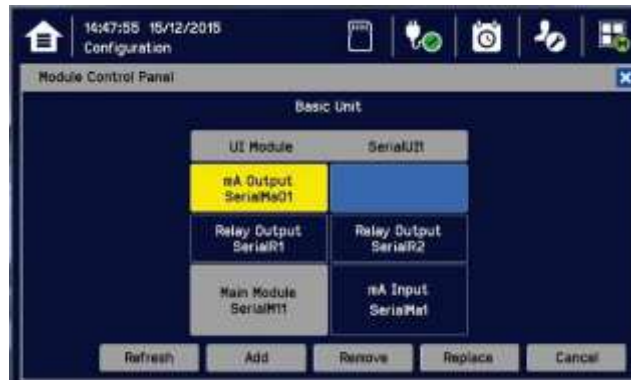 14:47:55 15/12/2015
Configuration
Module Control Panel
Basic Unit
UI Module SerialUI1
mA Output
SerialMaO1
Relay Output Relay Output
SerialR1 SerialR2
Main Module mA Input
SerialM11 SerialMa1
Refresh Add Remove Replace Cancel